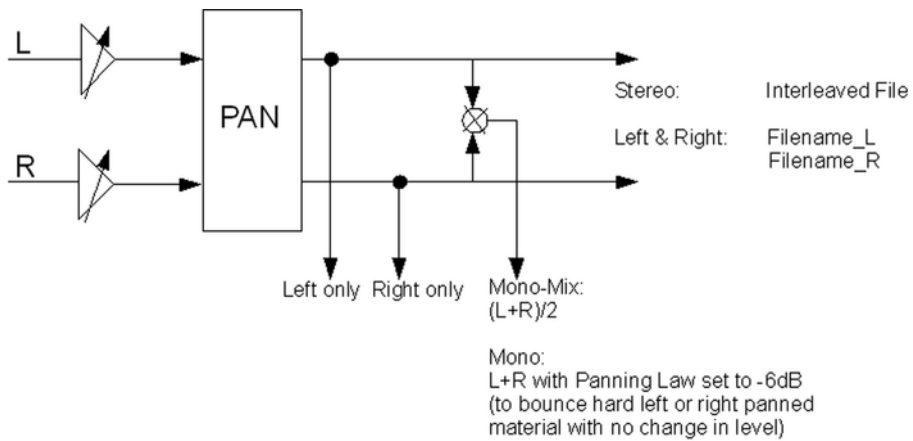 L
R
PAN
Stereo: Interleaved File
Left & Right: Filename_L
Filename_R
Left only
Right only
Mono-Mix:
(L+R)/2
Mono:
L+R with Panning Law set to -6dB
(to bounce hard left or right panned
material with no change in level)